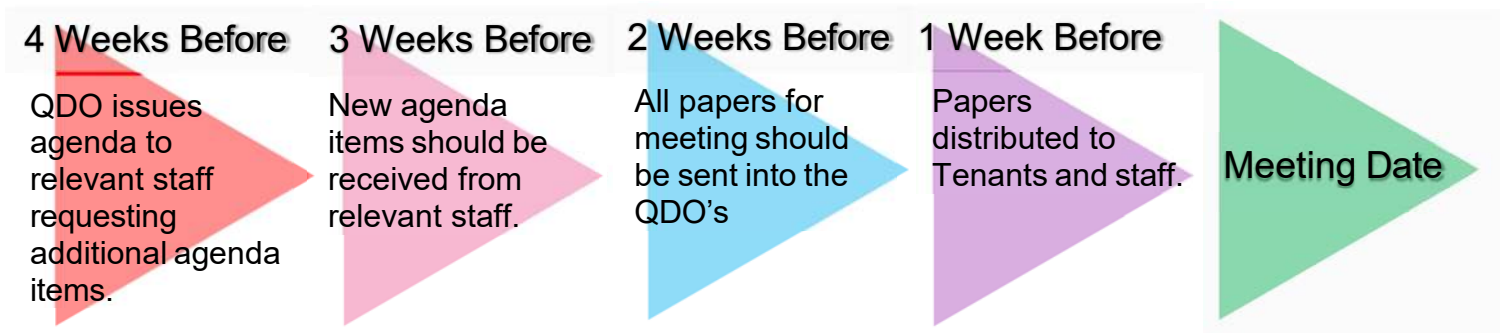 4 Weeks Before
QDO issues
agenda to
relevant staff
requesting
additional agenda
items.
3 Weeks Before
New agenda
items should be
received from
relevant staff.
2 Weeks Before
All papers for
meeting should
be sent into the
QDO’s
1 Week Before
Papers
distributed to
Tenants and staff.
Meeting Date